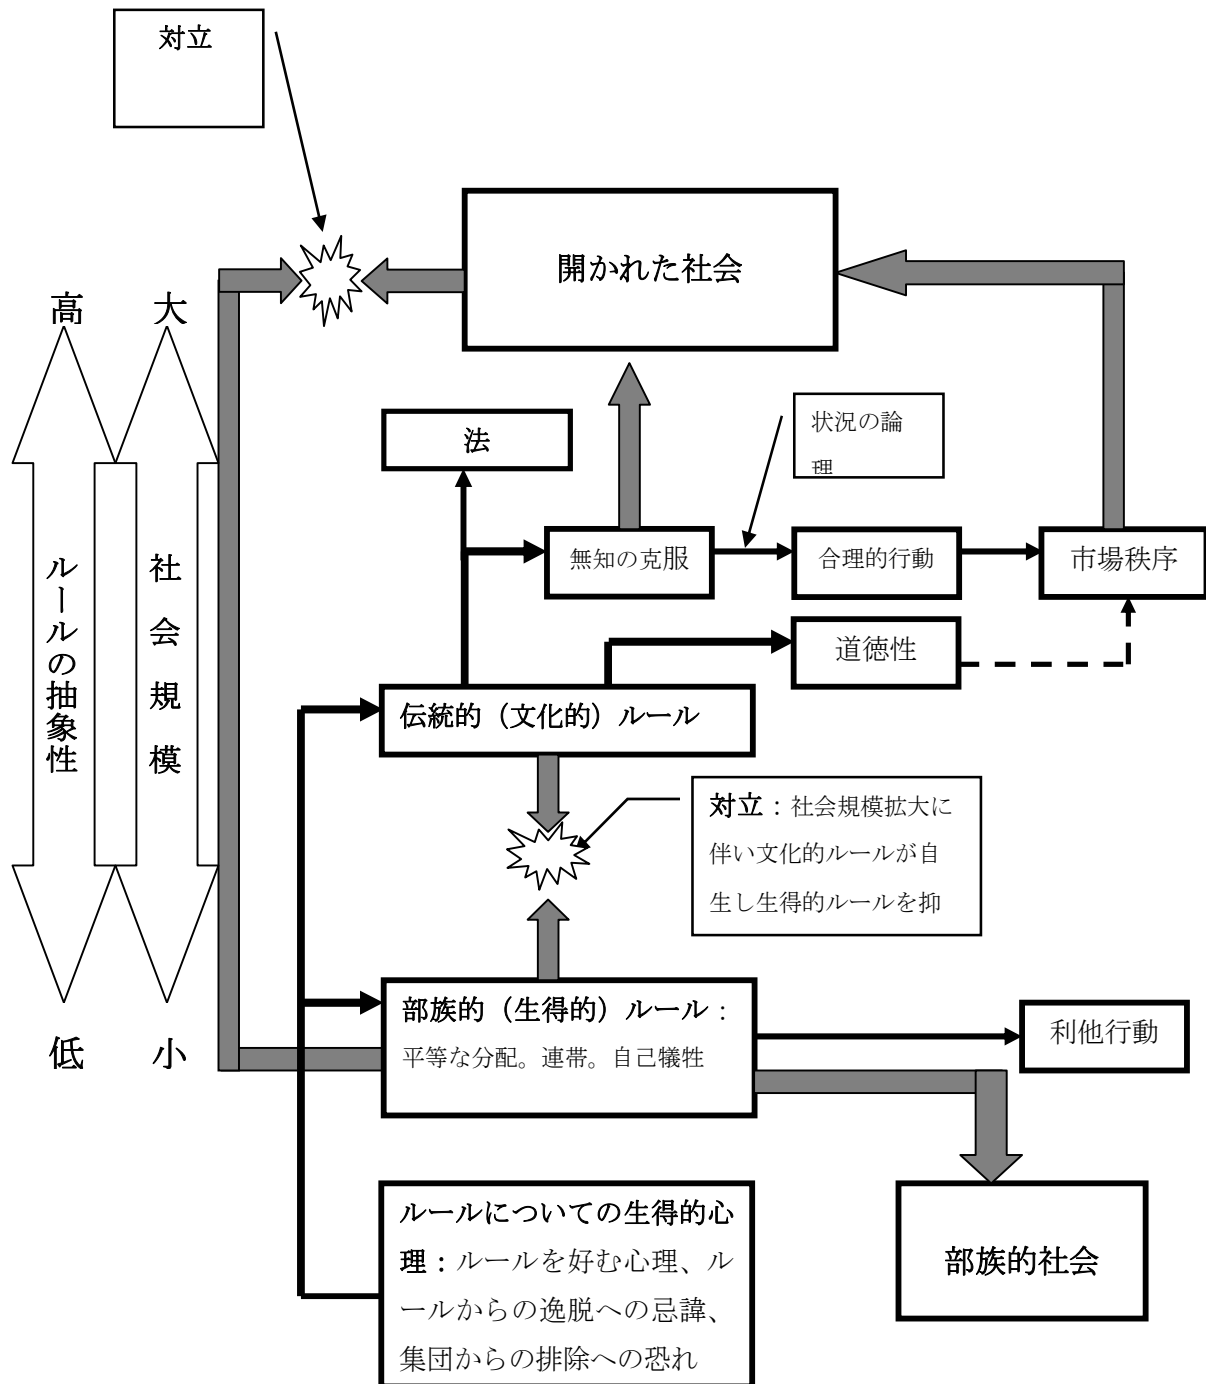 対立
開かれた社会
高
大
法
状況の論
理
無知の克服
合理的行動
市場秩序
ルールの抽象性
社会規模
道徳性
伝統的（文化的）ルール
対立：社会規模拡大に
伴い文化的ルールが自
生し生得的ルールを抑
部族的（生得的）ルール：
平等な分配。連帯。自己犠牲
利他行動
低
小
ルールについての生得的心
理：ルールを好む心理、ル
ールからの逸脱への忌諱、
集団からの排除への恐れ
部族的社会